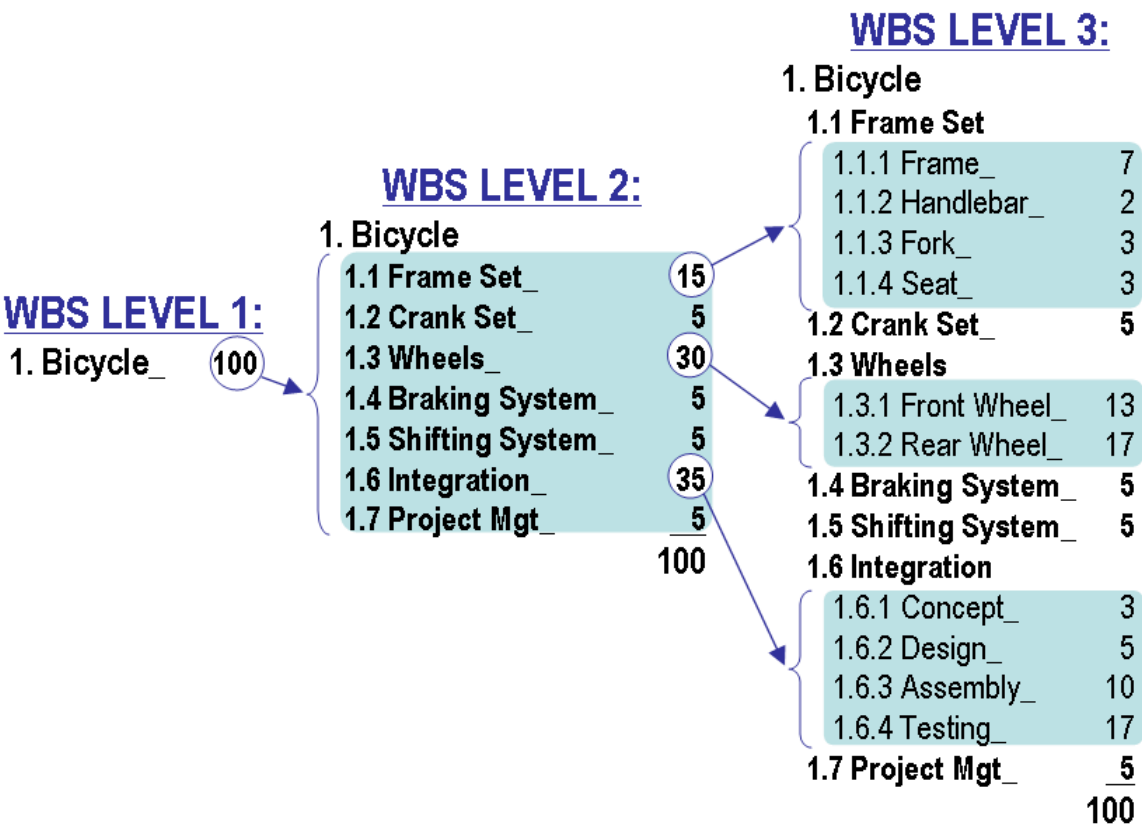 WBS LEVEL 1:
1. Bicycle_ 100
WBS LEVEL 2:
1. Bicycle
1.1 Frame Set_ 15
1.2 Crank Set_ 5
1.3 Wheels_ 30
1.4 Braking System_ 5
1.5 Shifting System_ 5
1.6 Integration_ 35
1.7 Project Mgt_ 5
100
WBS LEVEL 3:
1. Bicycle
1.1 Frame Set
1.1.1 Frame_ 7
1.1.2 Handlebar_ 2
1.1.3 Fork_ 3
1.1.4 Seat_ 3
1.2 Crank Set_ 5
1.3 Wheels
1.3.1 Front Wheel_ 13
1.3.2 Rear Wheel_ 17
1.4 Braking System_ 5
1.5 Shifting System_ 5
1.6 Integration
1.6.1 Concept_ 3
1.6.2 Design_ 5
1.6.3 Assembly_ 10
1.6.4 Testing_ 17
1.7 Project Mgt_ 5
100